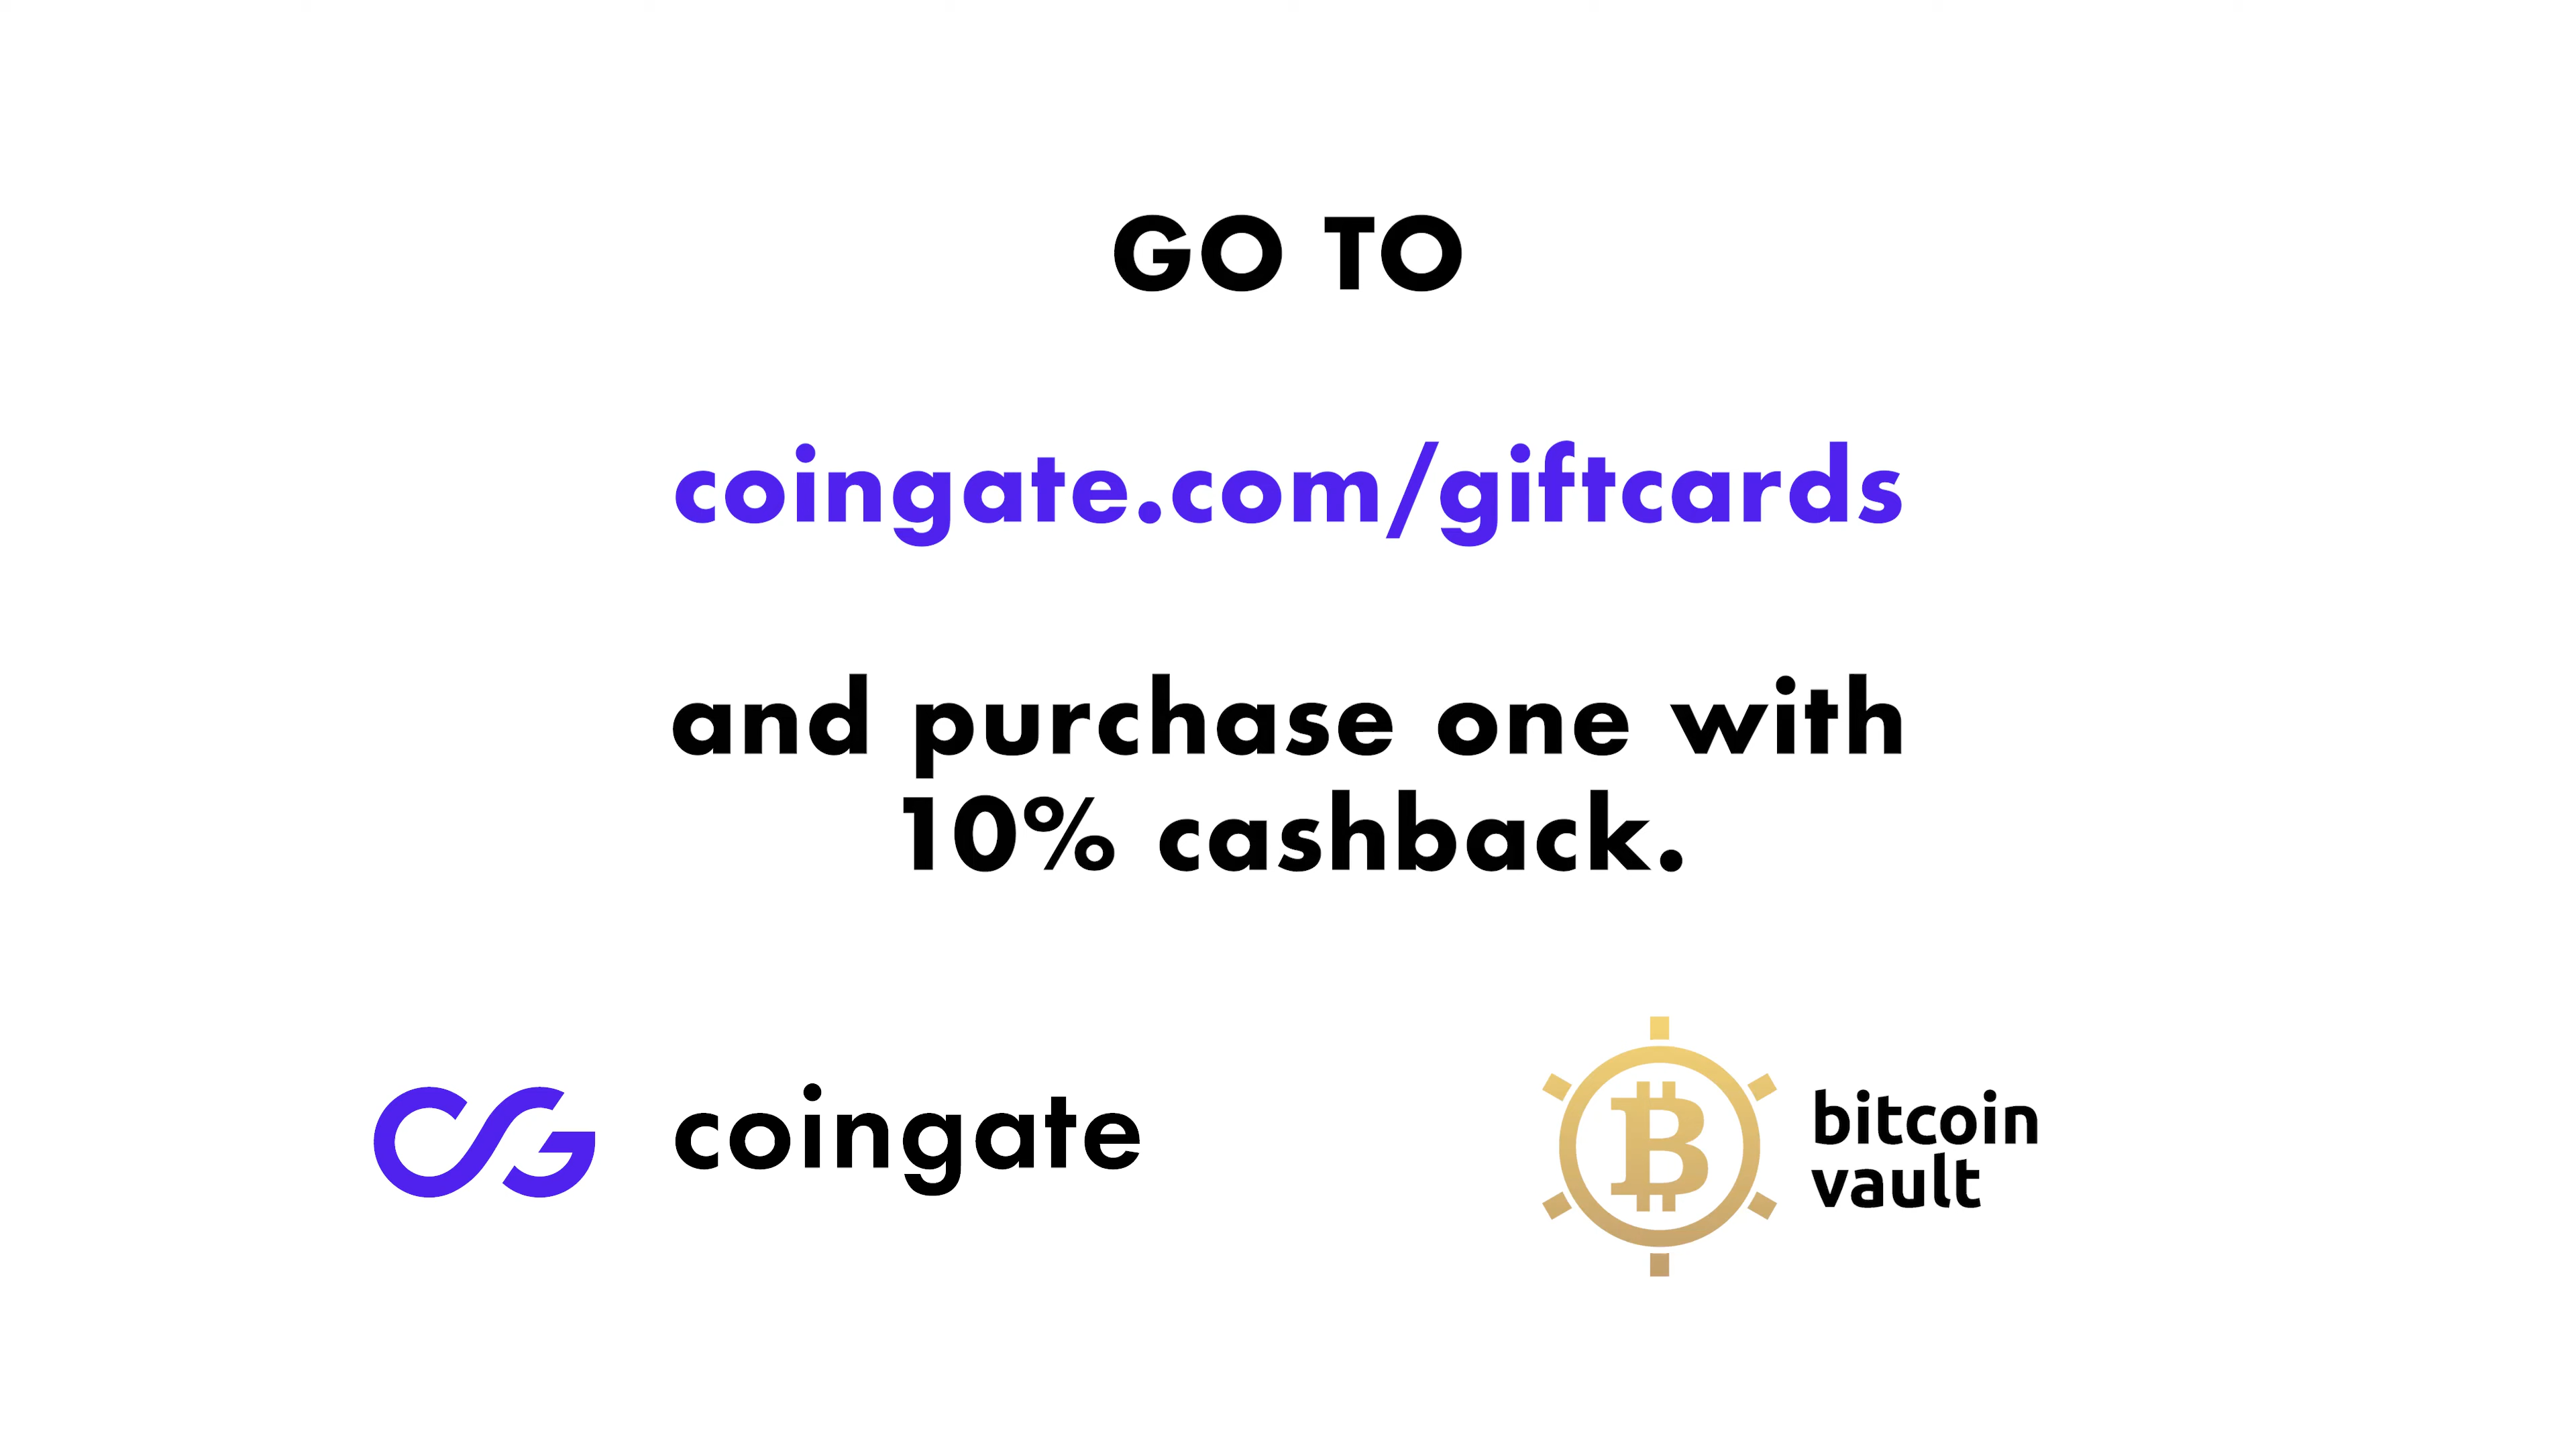 GO TO
coingate.com/giftcards
and purchase one with
10% cashback.
coingate
bitcoin
vault